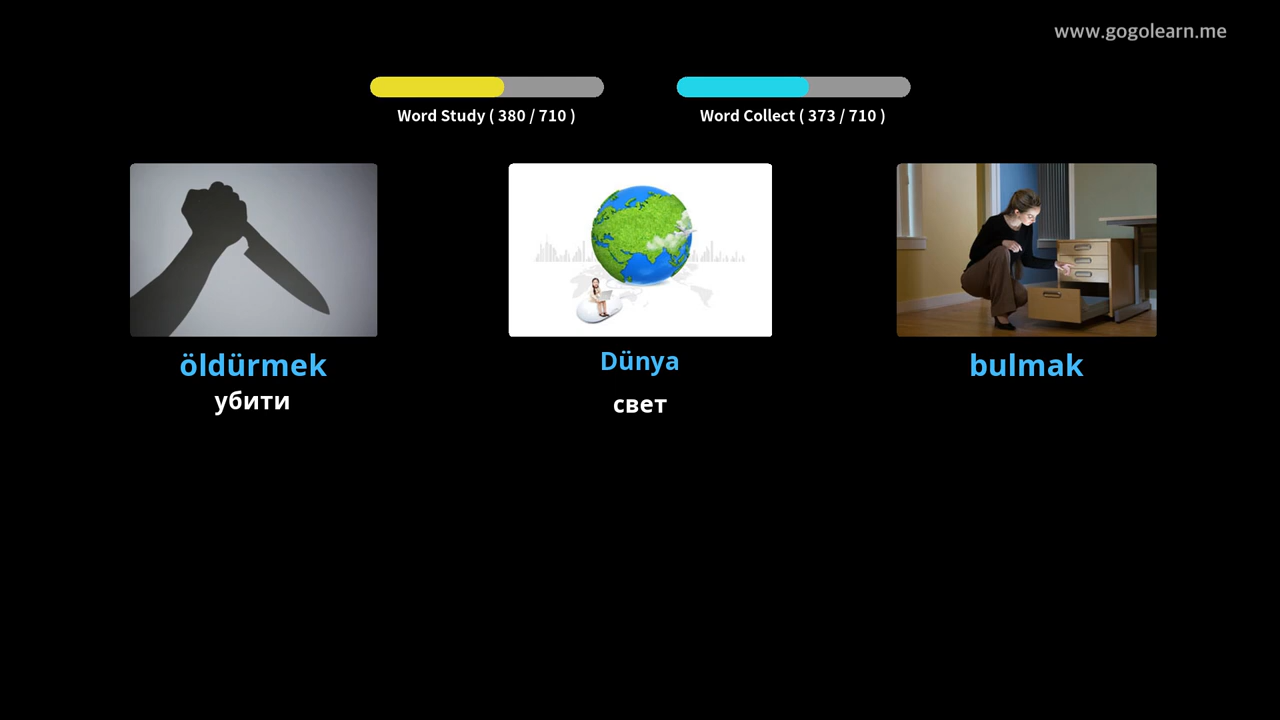 www.gogolearn.me
Word Study ( 380 / 710 )
Word Collect ( 373 / 710 )
öldürmek
убити
Dünya
свет
bulmak